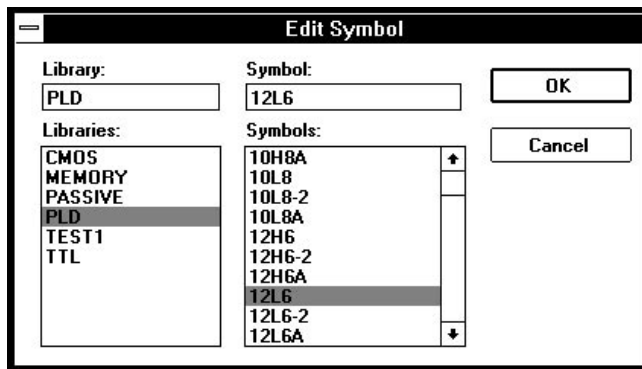 Edit Symbol
Library:
PLD
Symbol:
12L6
OK
Cancel
Libraries:
CMOS
MEMORY
PASSIVE
PLD
TEST1
TTL
Symbols:
10H8A
10L8
10L8-2
10L8A
12H6
12H6-2
12H6A
12L6
12L6-2
12L6A